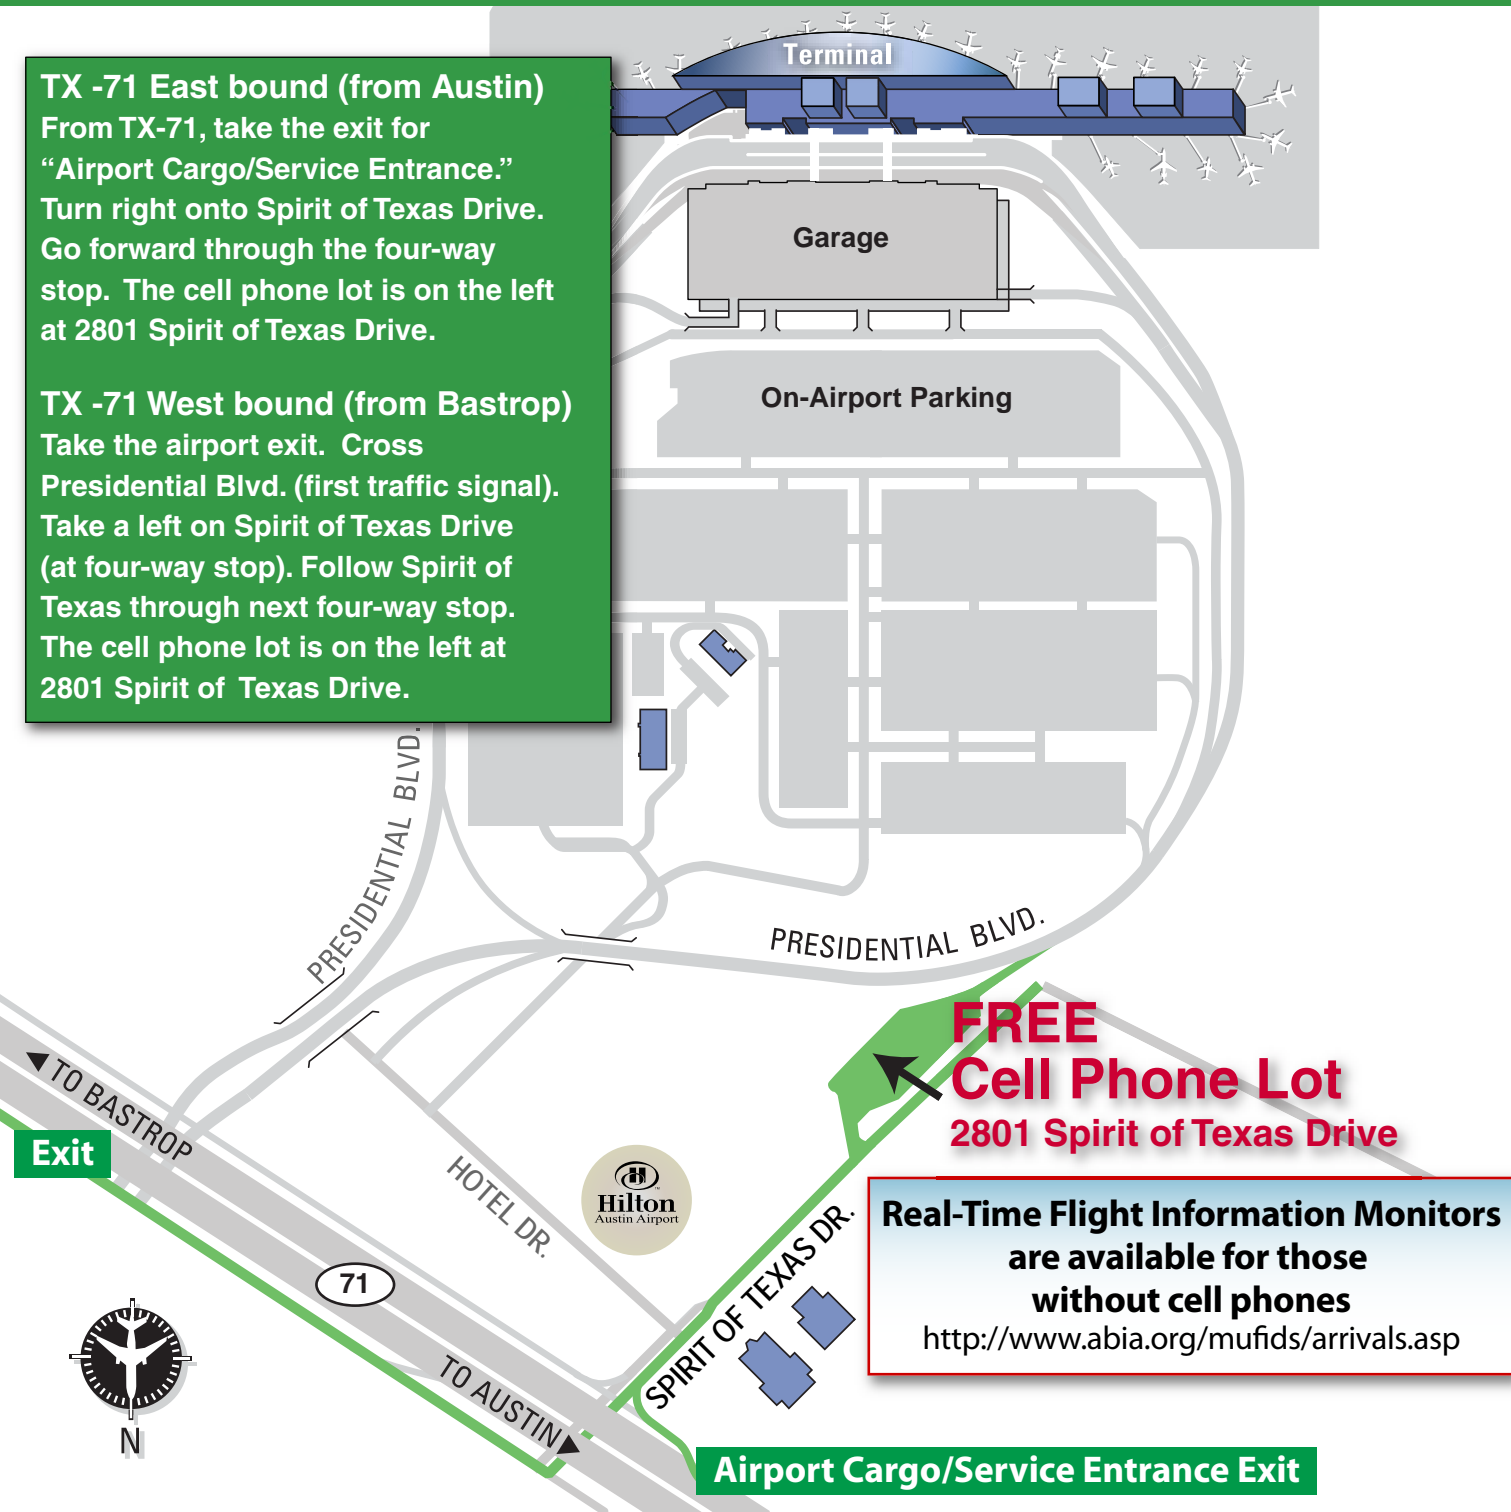 Terminal
TX -71 East bound (from Austin)
From TX-71, take the exit for
“Airport Cargo/Service Entrance.”
Turn right onto Spirit of Texas Drive.
Go forward through the four-way
stop.  The cell phone lot is on the left
at 2801 Spirit of Texas Drive.
TX -71 West bound (from Bastrop)
Take the airport exit.  Cross
Presidential Blvd. (first traffic signal).
Take a left on Spirit of Texas Drive
(at four-way stop). Follow Spirit of
Texas through next four-way stop.
The cell phone lot is on the left at
2801 Spirit of  Texas Drive.
Garage
On-Airport Parking
PRESIDENTIAL BLVD.
PRESIDENTIAL BLVD.
FREE
Cell Phone Lot
2801 Spirit of Texas Drive
TO BASTROP
Exit
HOTEL DR.
H
Hilton
Austin Airport
SPIRIT OF TEXAS DR.
Real-Time Flight Information Monitors
are available for those
without cell phones
http://www.abia.org/mufids/arrivals.asp
71
TO AUSTIN
N
Airport Cargo/Service Entrance Exit